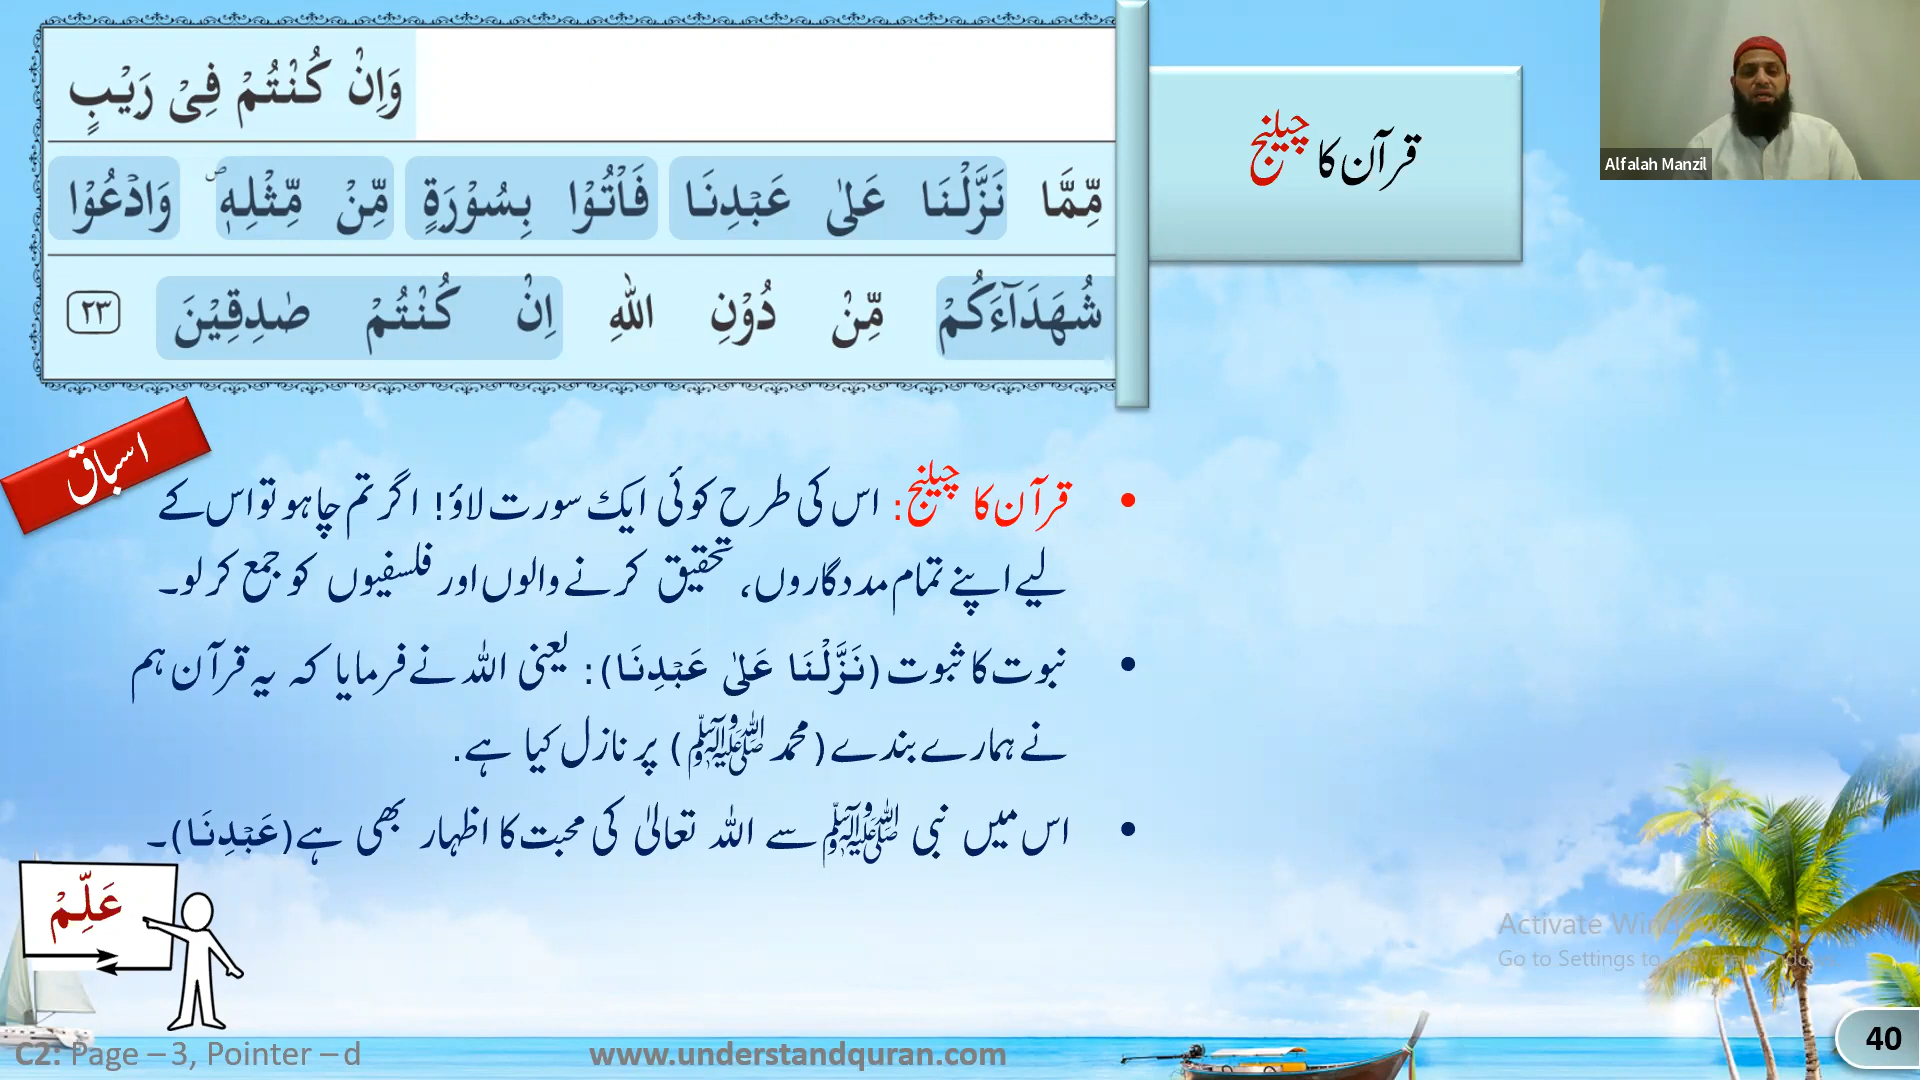 وَاِنْ كُنْتُمْ فِیْ رَیْبٍ
مِّمَّا نَزَّلْنَا عَلٰی عَبْدِنَا فَاْتُوْا بِسُوْرَةٍ مِّنْ مِّثْلِهٖ ۪ وَادْعُوْا
شُهَدَآءَكُمْ مِّنْ دُوْنِ اللّٰهِ اِنْ كُنْتُمْ صٰدِقِیْنَ ٢٣
قرآن کا چیلنج
Alfalah Manzil
اسباق
• قرآن کا چیلنج: اس کی طرح کوئی ایک سورت لاؤ! اگر تم چاہو تو اس کے
لیے اپنے تمام مددگاروں، تحقیق کرنے والوں اور فلسفیوں کو جمع کر لو۔
• نبوت کا ثبوت (نَزَّلْنَا عَلٰی عَبْدِنَا): یعنی اللہ نے فرمایا کہ یہ قرآن ہم
نے ہمارے بندے (محمد ﷺ) پر نازل کیا ہے.
• اس میں نبی ﷺ سے اللہ تعالیٰ کی محبت کا اظہار بھی ہے (عَبْدِنَا)۔
عَلِّمْ
Activate Windows
Go to Settings to activate Windows.
C2: Page – 3, Pointer – d
www.understandquran.com
40